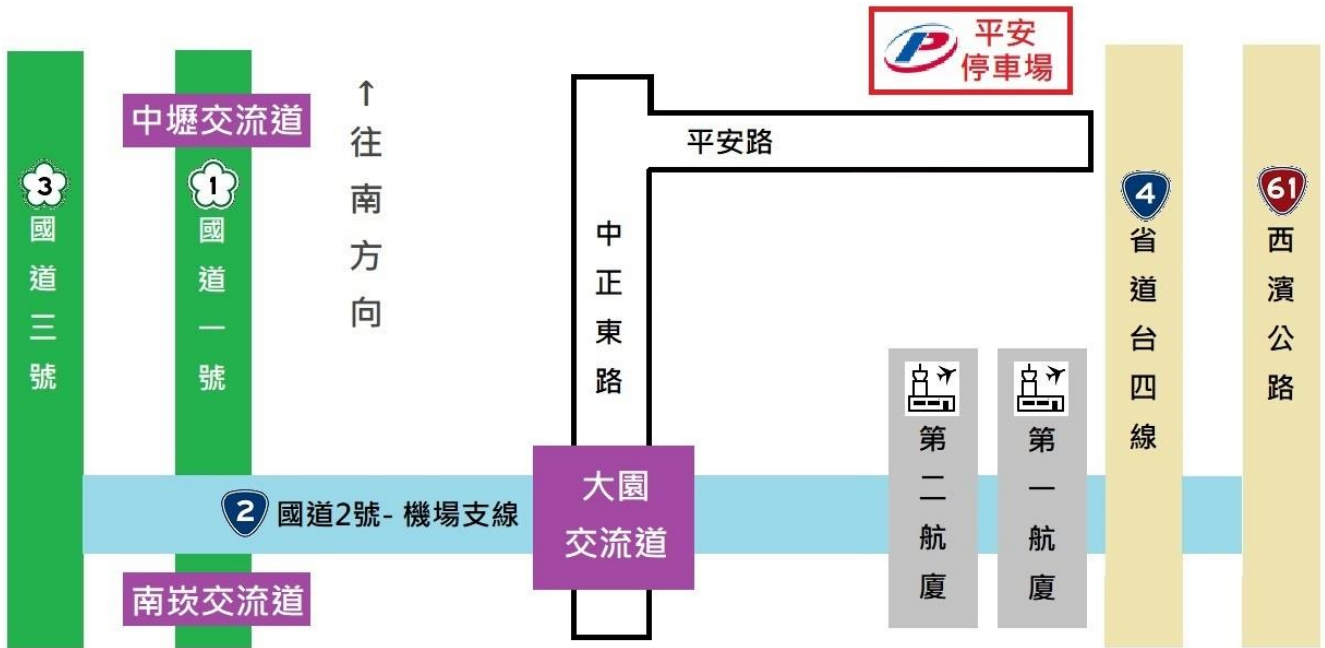 P 平安
停車場
中壢交流道
↑往南方向
平安路
3 國道三號
1 國道一號
中正東路
4 省道台四線
61 西濱公路
第二航廈
第一航廈
2 國道2號- 機場支線
大園
交流道
南崁交流道